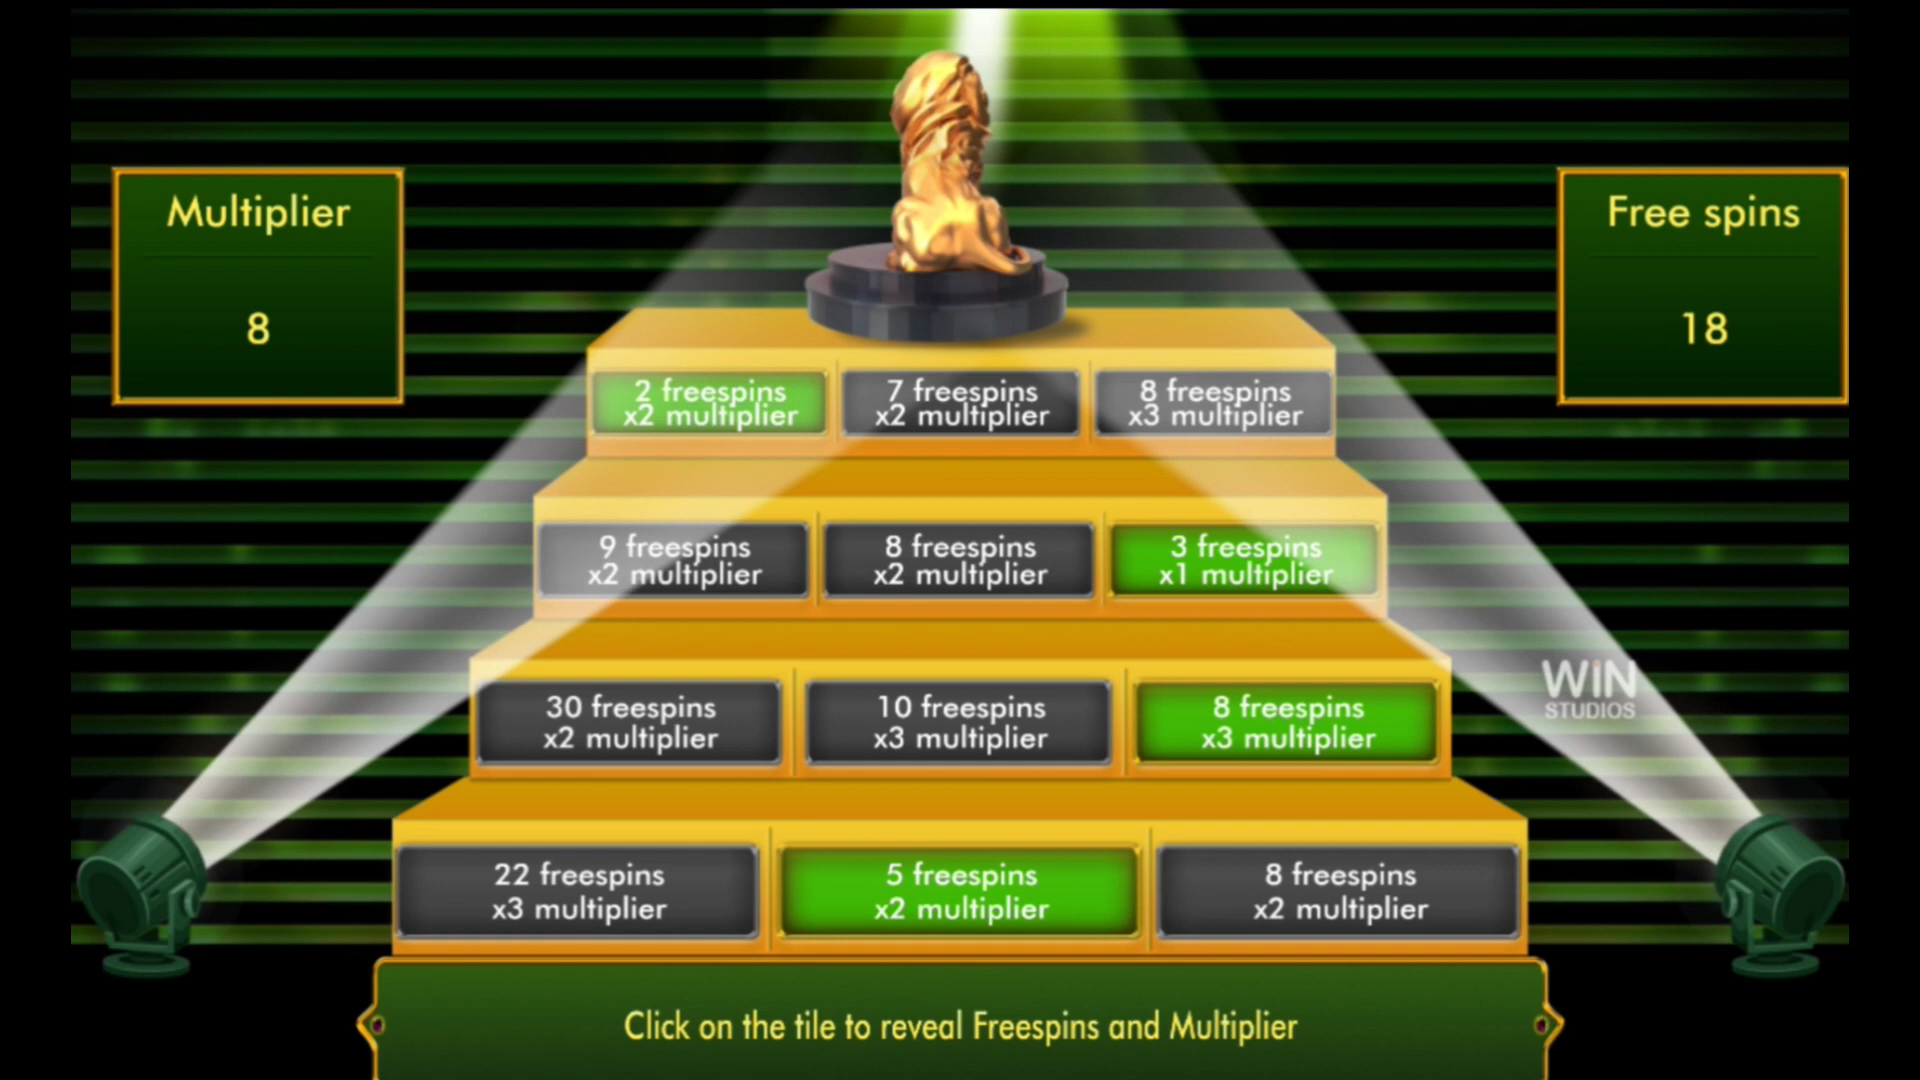 Multiplier
8
Free spins
18
2 freespins
x2 multiplier
7 freespins
x2 multiplier
8 freespins
x3 multiplier
9 freespins
x2 multiplier
8 freespins
x2 multiplier
3 freespins
x1 multiplier
30 freespins
x2 multiplier
10 freespins
x3 multiplier
8 freespins
x3 multiplier
WiN
STUDIOS
22 freespins
x3 multiplier
5 freespins
x2 multiplier
8 freespins
x2 multiplier
Click on the tile to reveal Freespins and Multiplier